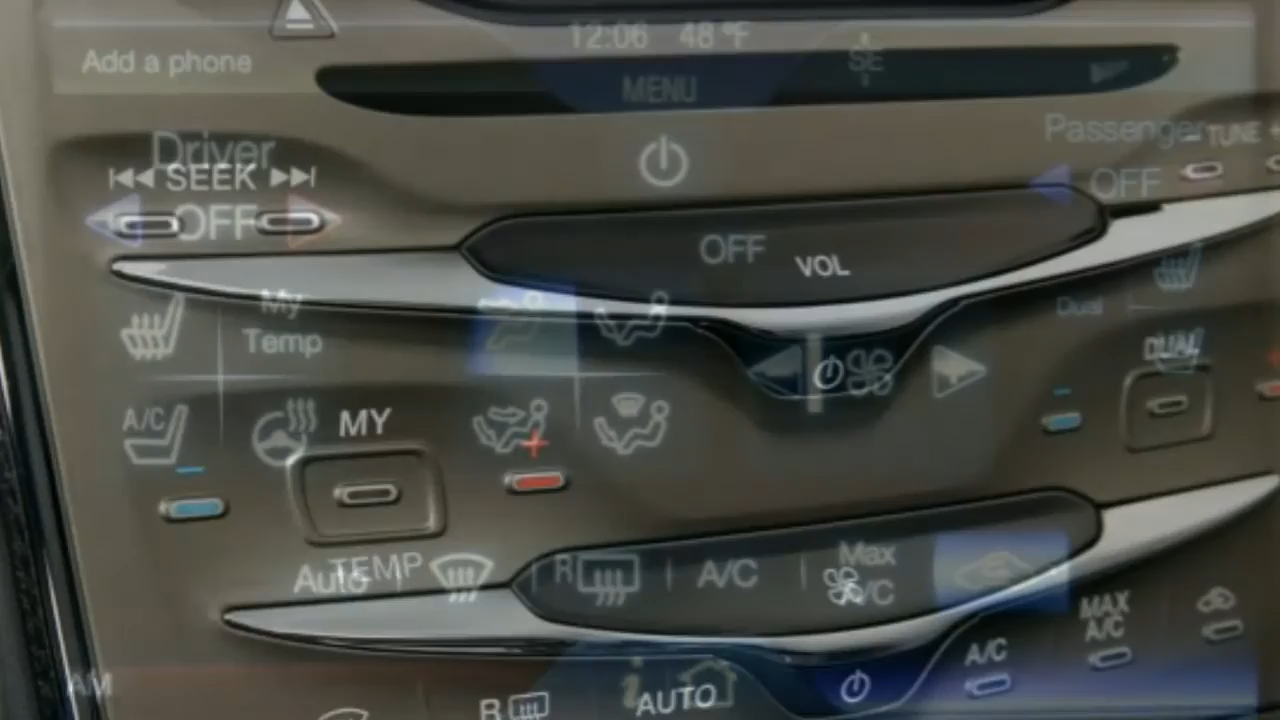 12:06 48°F
Add a phone
SE
MENU
Driver
Passenger
TUNE
SEEK
OFF
OFF
OFF
VOL
My
Temp
Dual
DUAL
A/C
MY
TEMP
Auto
R
A/C
Max
A/C
MAX
A/C
A/C
AM
R
AUTO